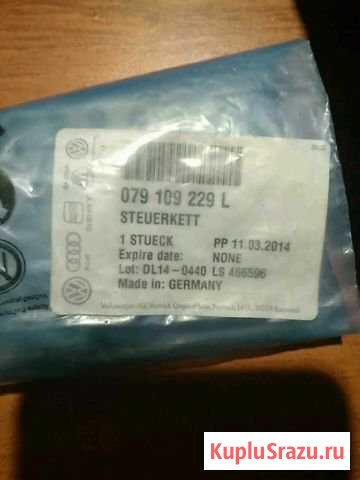 079 109 229 L
STEUERKETT
1 STUECK PP 11.03.2014
Expire date: NONE
Lot: DL14-0440 LS 466596
Made in: GERMANY
KupluSrazu.ru